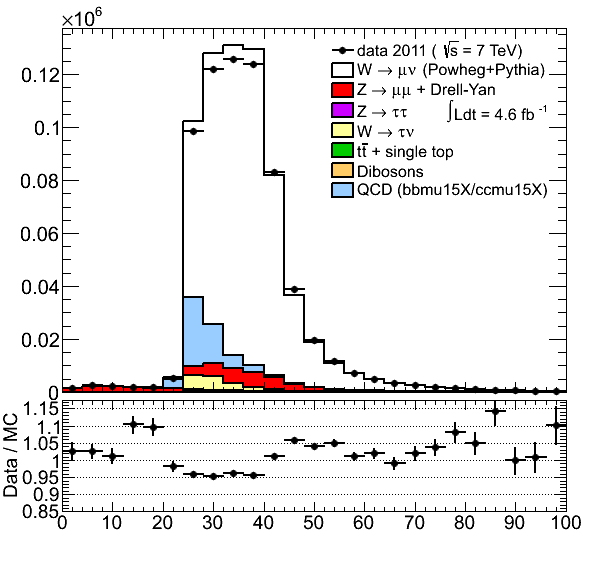 ×10⁶
0.12
0.1
0.08
0.06
0.04
0.02
0
data 2011 ( √s = 7 TeV)
W → μν (Powheg+Pythia)
Z → μμ + Drell-Yan
Z → ττ
∫Ldt = 4.6 fb⁻¹
W → τν
tt̅ + single top
Dibosons
QCD (bbmu15X/ccmu15X)
Data / MC
1.15
1.1
1.05
1
0.95
0.9
0.85
0 10 20 30 40 50 60 70 80 90 100